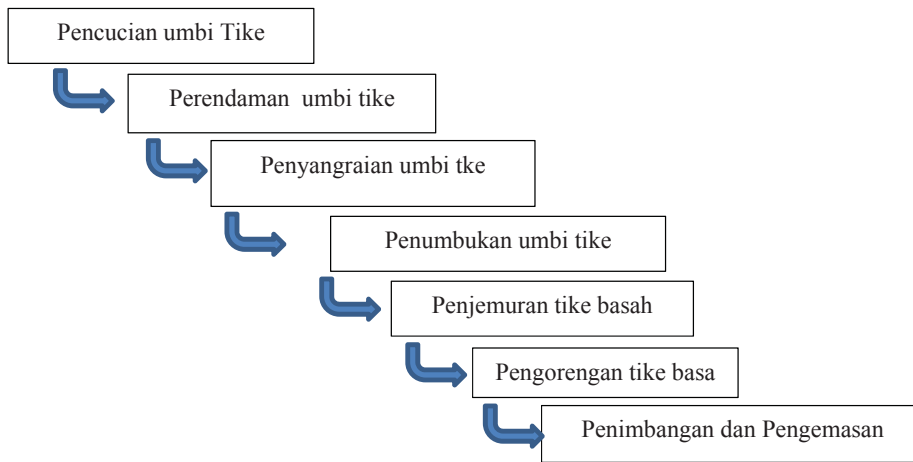 Pencucian umbi Tike
Perendaman umbi tike
Penyangraian umbi tke
Penumbukan umbi tike
Penjemuran tike basah
Pengorengan tike basa
Penimbangan dan Pengemasan